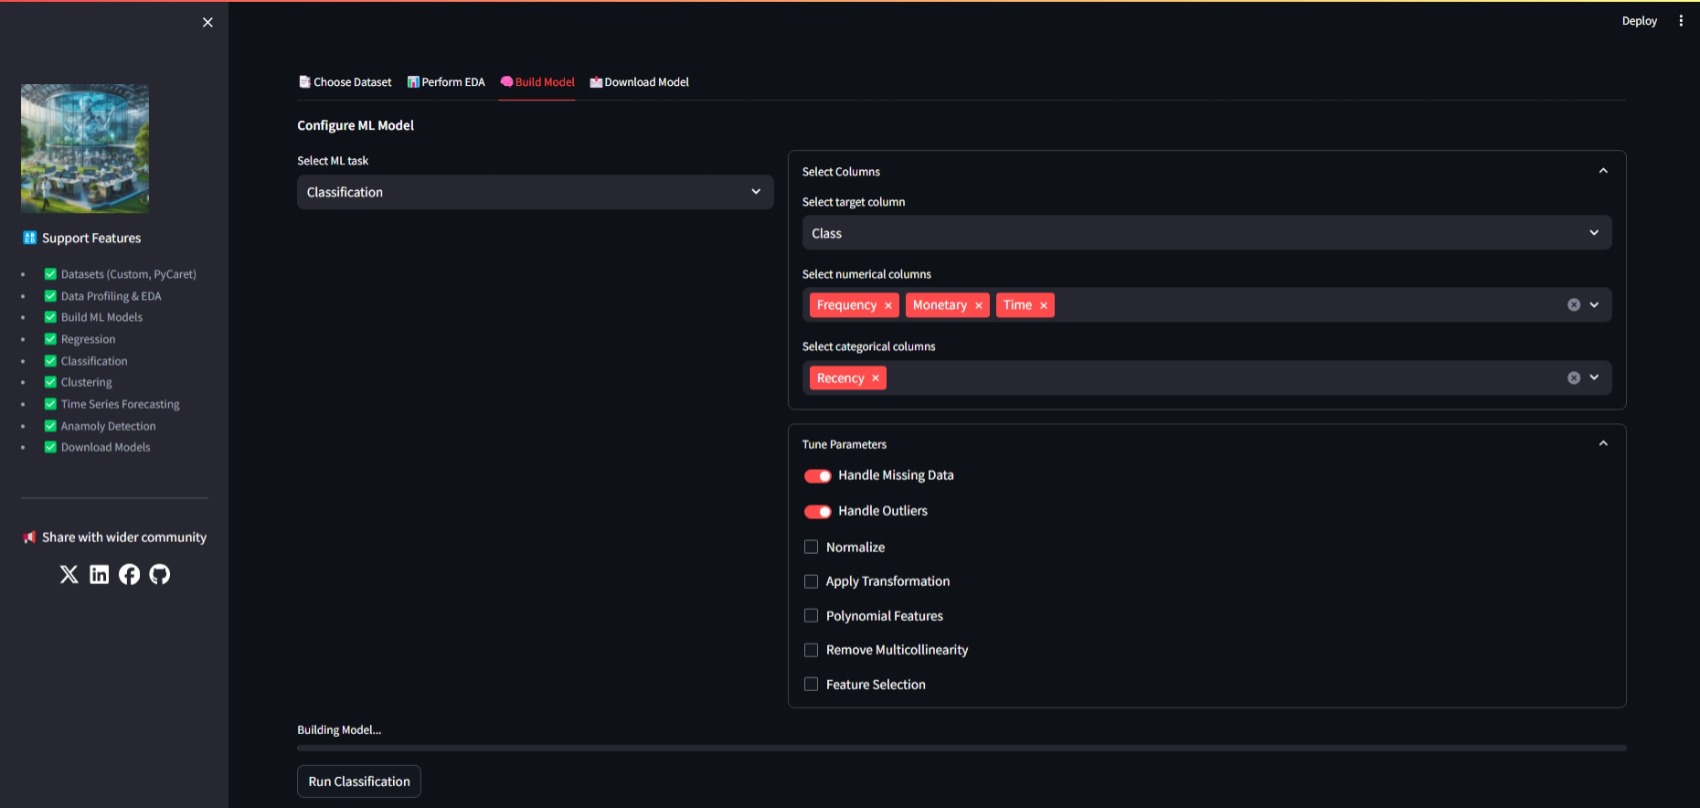 Deploy
Choose Dataset
Perform EDA
Build Model
Download Model
Support Features
Datasets (Custom, PyCaret)
Data Profiling & EDA
Build ML Models
Regression
Classification
Clustering
Time Series Forecasting
Anamoly Detection
Download Models
Share with wider community
Configure ML Model
Select ML task
Classification
Select Columns
Select target column
Class
Select numerical columns
Frequency Monetary Time
Select categorical columns
Recency
Tune Parameters
Handle Missing Data
Handle Outliers
Normalize
Apply Transformation
Polynomial Features
Remove Multicollinearity
Feature Selection
Building Model...
Run Classification